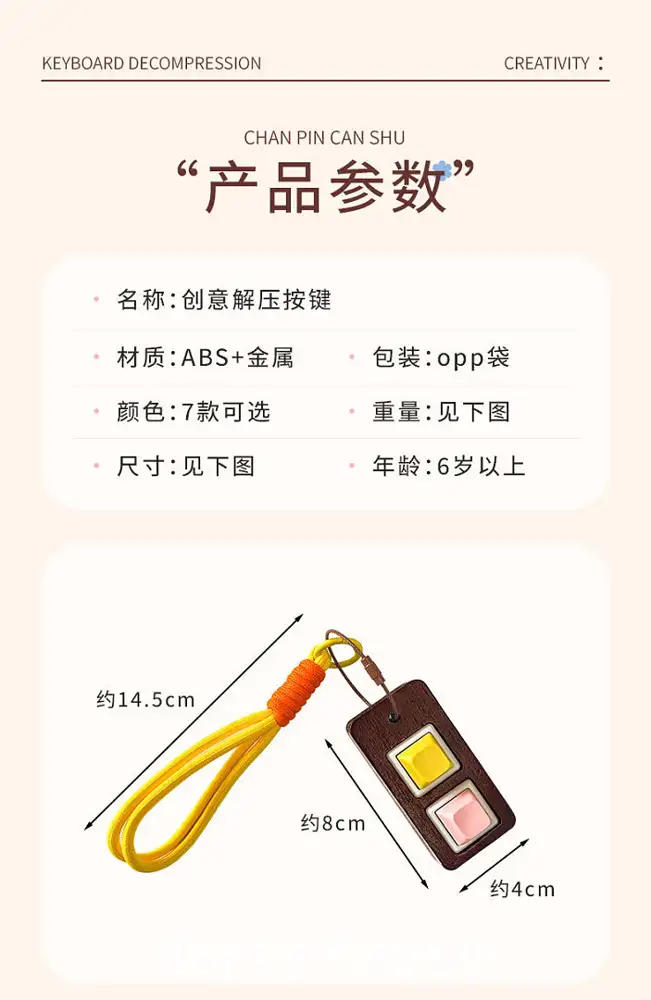 KEYBOARD DECOMPRESSION CREATIVITY：
CHAN PIN CAN SHU
“产品参数”
名称：创意解压按键
材质：ABS+金属 包装：opp袋
颜色：7款可选 重量：见下图
尺寸：见下图 年龄：6岁以上
约14.5cm
约8cm
约4cm